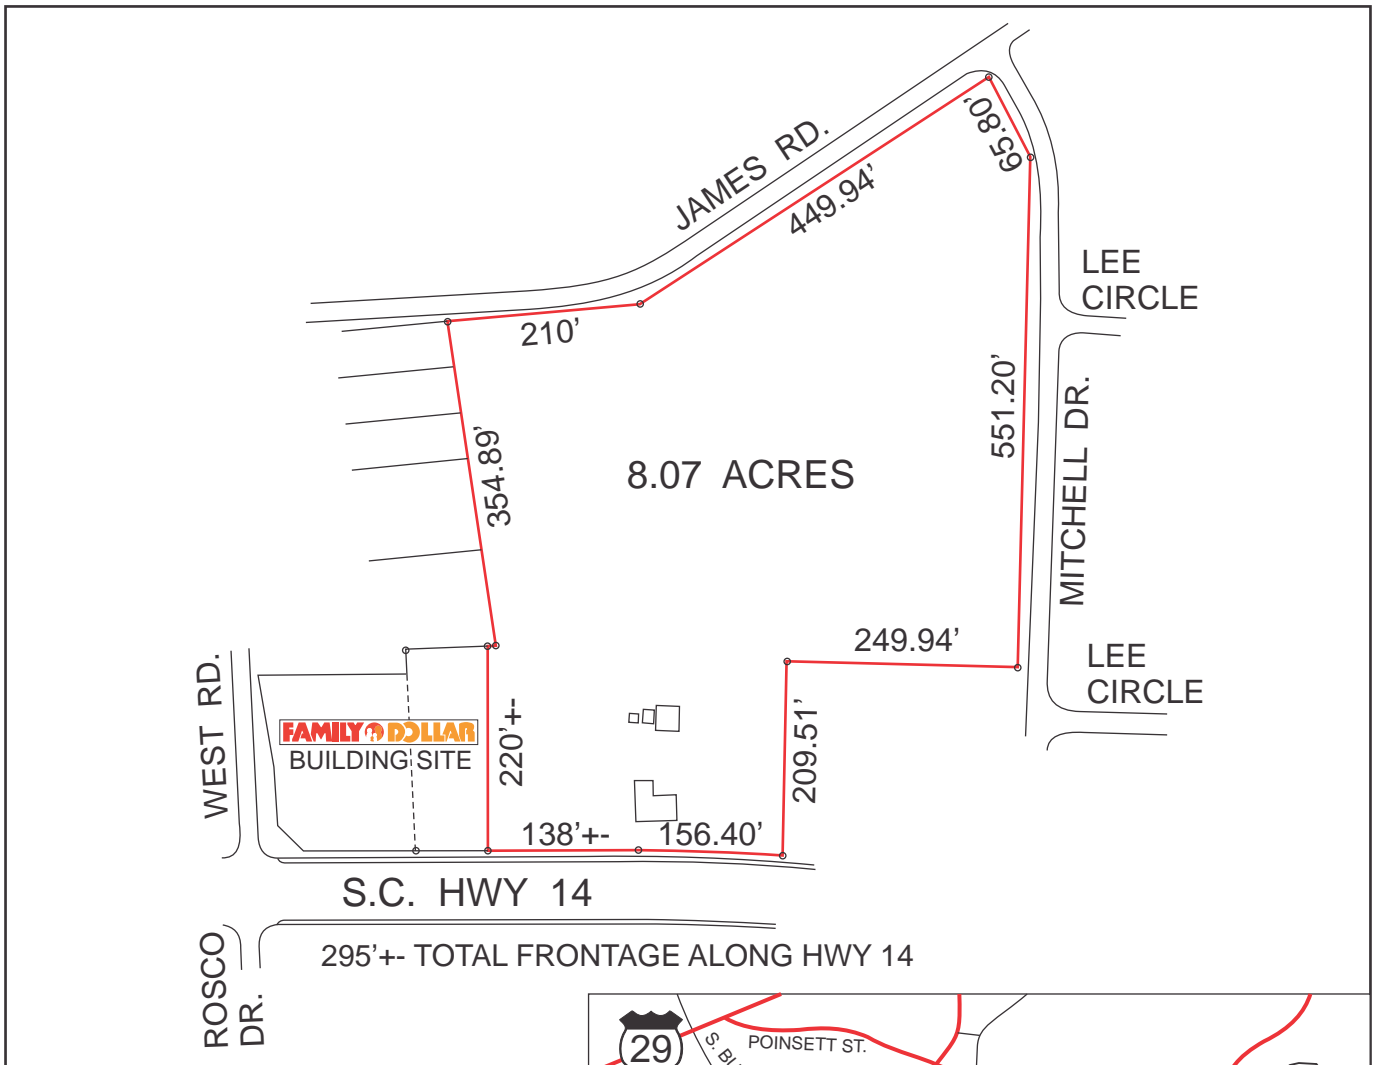 JAMES RD.
65.80'
449.94'
LEE
CIRCLE
210'
551.20'
354.89'
8.07 ACRES
MITCHELL DR.
249.94'
LEE
CIRCLE
WEST RD.
FAMILY DOLLAR
BUILDING SITE
220'+-
209.51'
138'+-
156.40'
S.C. HWY 14
295'+- TOTAL FRONTAGE ALONG HWY 14
ROSCO
DR.
29
POINSETT ST.